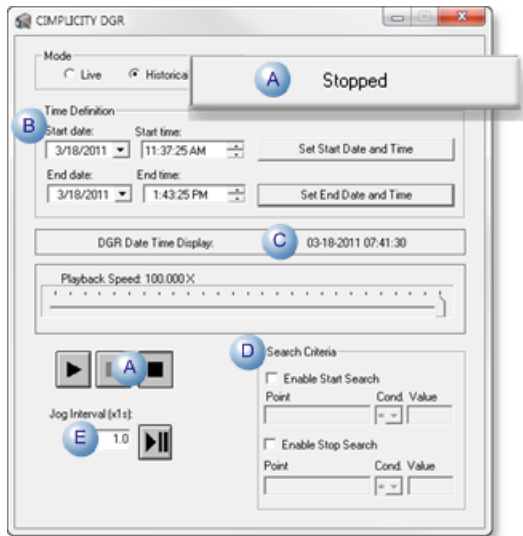 CIMPLICITY DGR
Mode
Live Historica
A Stopped
Time Definition
B
Start date: Start time:
3/18/2011 11:37:25 AM Set Start Date and Time
End date: End time:
3/18/2011 1:43:25 PM Set End Date and Time
DGR Date Time Display: C 03-18-2011 07:41:30
Playback Speed: 100.000 X
A
D Search Criteria
Enable Start Search
Point Cond. Value
=
Jog Interval (x1s):
E 1.0
Enable Stop Search
Point Cond. Value
=